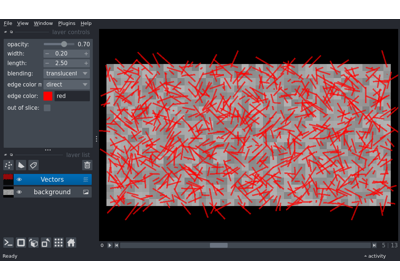 File View Window Plugins Help
layer controls
opacity: 0.70
width: 0.20
length: 2.50
blending: translucent
edge color m direct
edge color: red
out of slice:
layer list
Vectors
background
0 5 13
Ready activity